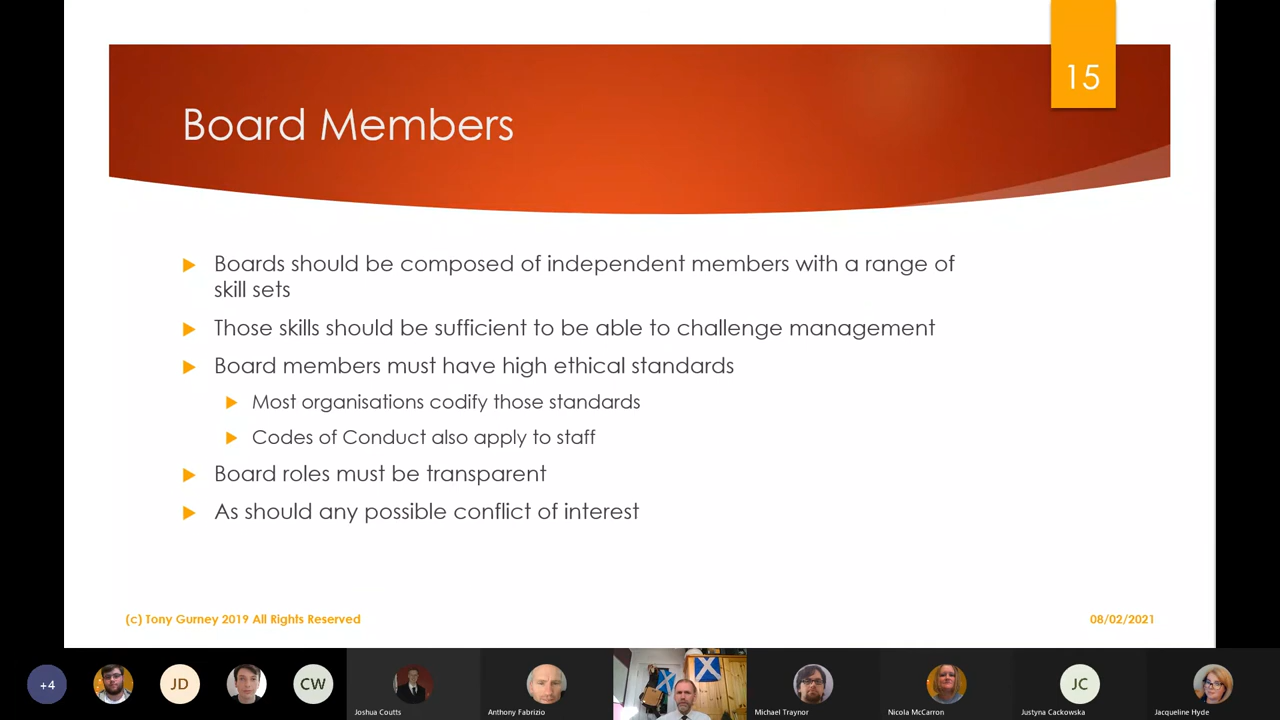 15
Board Members
Boards should be composed of independent members with a range of
skill sets
Those skills should be sufficient to be able to challenge management
Board members must have high ethical standards
Most organisations codify those standards
Codes of Conduct also apply to staff
Board roles must be transparent
As should any possible conflict of interest
(c) Tony Gurney 2019 All Rights Reserved
08/02/2021
+4
JD
CW
Joshua Coutts
Anthony Fabrizio
Michael Traynor
Nicola McCarron
JC
Justyna Cackowska
Jacqueline Hyde